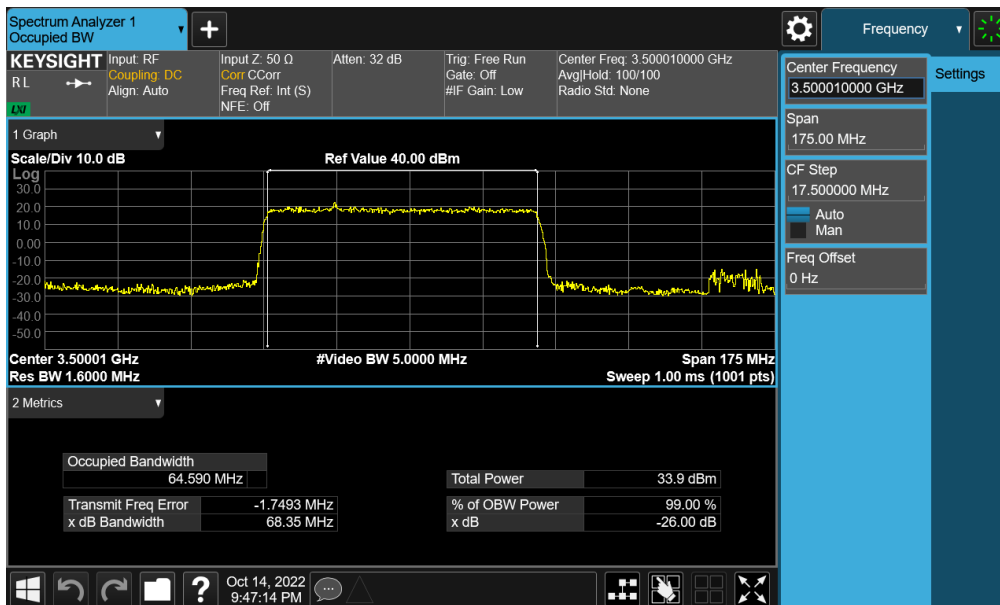 Spectrum Analyzer 1
Occupied BW
+
Frequency
KEYSIGHT
R L
LXI
Input: RF
Coupling: DC
Align: Auto
Input Z: 50 Ω
Corr CCorr
Freq Ref: Int (S)
NFE: Off
Atten: 32 dB
Trig: Free Run
Gate: Off
#IF Gain: Low
Center Freq: 3.500010000 GHz
Avg|Hold: 100/100
Radio Std: None
Center Frequency
3.500010000 GHz
Settings
Span
175.00 MHz
CF Step
17.500000 MHz
Auto
Man
Freq Offset
0 Hz
1 Graph
Scale/Div 10.0 dB
Ref Value 40.00 dBm
Log
30.0
20.0
10.0
0.00
-10.0
-20.0
-30.0
-40.0
-50.0
Center 3.50001 GHz
#Video BW 5.0000 MHz
Span 175 MHz
Res BW 1.6000 MHz
Sweep 1.00 ms (1001 pts)
2 Metrics
Occupied Bandwidth
64.590 MHz
Total Power 33.9 dBm
Transmit Freq Error -1.7493 MHz
% of OBW Power 99.00 %
x dB Bandwidth 68.35 MHz
x dB -26.00 dB
?
Oct 14, 2022
9:47:14 PM